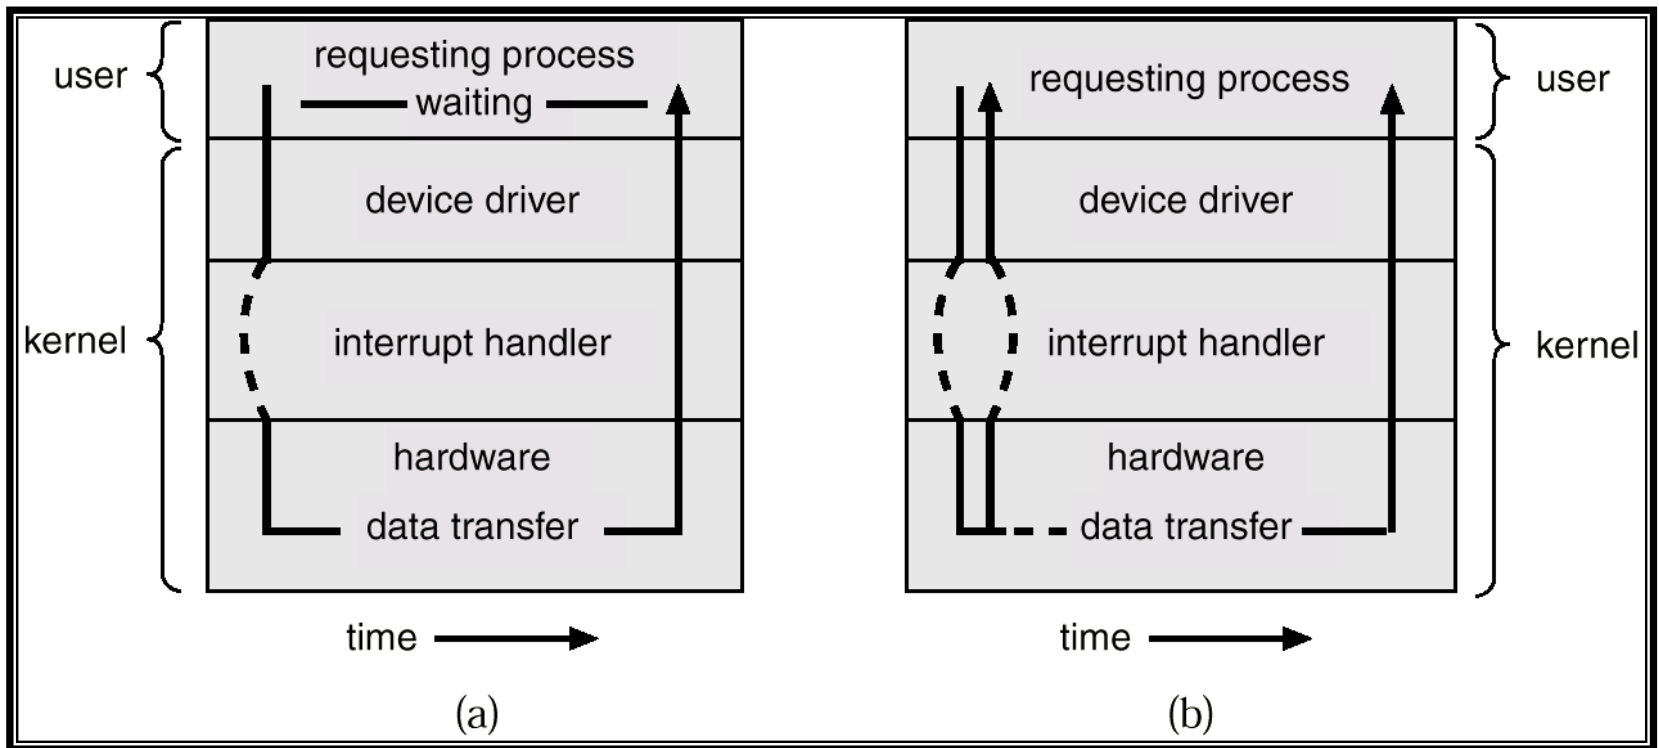 requesting process
user
waiting
device driver
kernel
interrupt handler
hardware
data transfer
time
(a)
requesting process
user
device driver
interrupt handler
kernel
hardware
data transfer
time
(b)